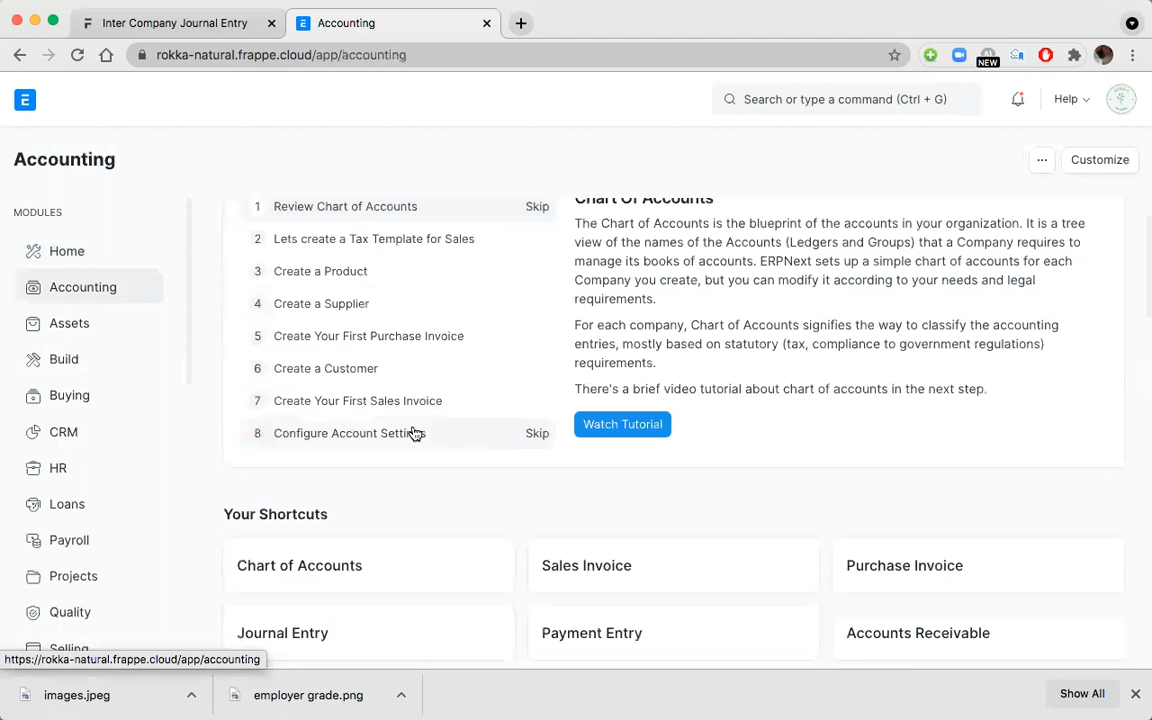 Inter Company Journal Entry
Accounting
rokka-natural.frappe.cloud/app/accounting
NEW
E
Search or type a command (Ctrl + G)
Help
Accounting
Customize
MODULES
Home
Accounting
Assets
Build
Buying
CRM
HR
Loans
Payroll
Projects
Quality
Selling
1 Review Chart of Accounts Skip
2 Lets create a Tax Template for Sales
3 Create a Product
4 Create a Supplier
5 Create Your First Purchase Invoice
6 Create a Customer
7 Create Your First Sales Invoice
8 Configure Account Settings Skip
Chart Of Accounts
The Chart of Accounts is the blueprint of the accounts in your organization. It is a tree
view of the names of the Accounts (Ledgers and Groups) that a Company requires to
manage its books of accounts. ERPNext sets up a simple chart of accounts for each
Company you create, but you can modify it according to your needs and legal
requirements.
For each company, Chart of Accounts signifies the way to classify the accounting
entries, mostly based on statutory (tax, compliance to government regulations)
requirements.
There's a brief video tutorial about chart of accounts in the next step.
Watch Tutorial
Your Shortcuts
Chart of Accounts
Sales Invoice
Purchase Invoice
Journal Entry
Payment Entry
Accounts Receivable
https://rokka-natural.frappe.cloud/app/accounting
images.jpeg
employer grade.png
Show All